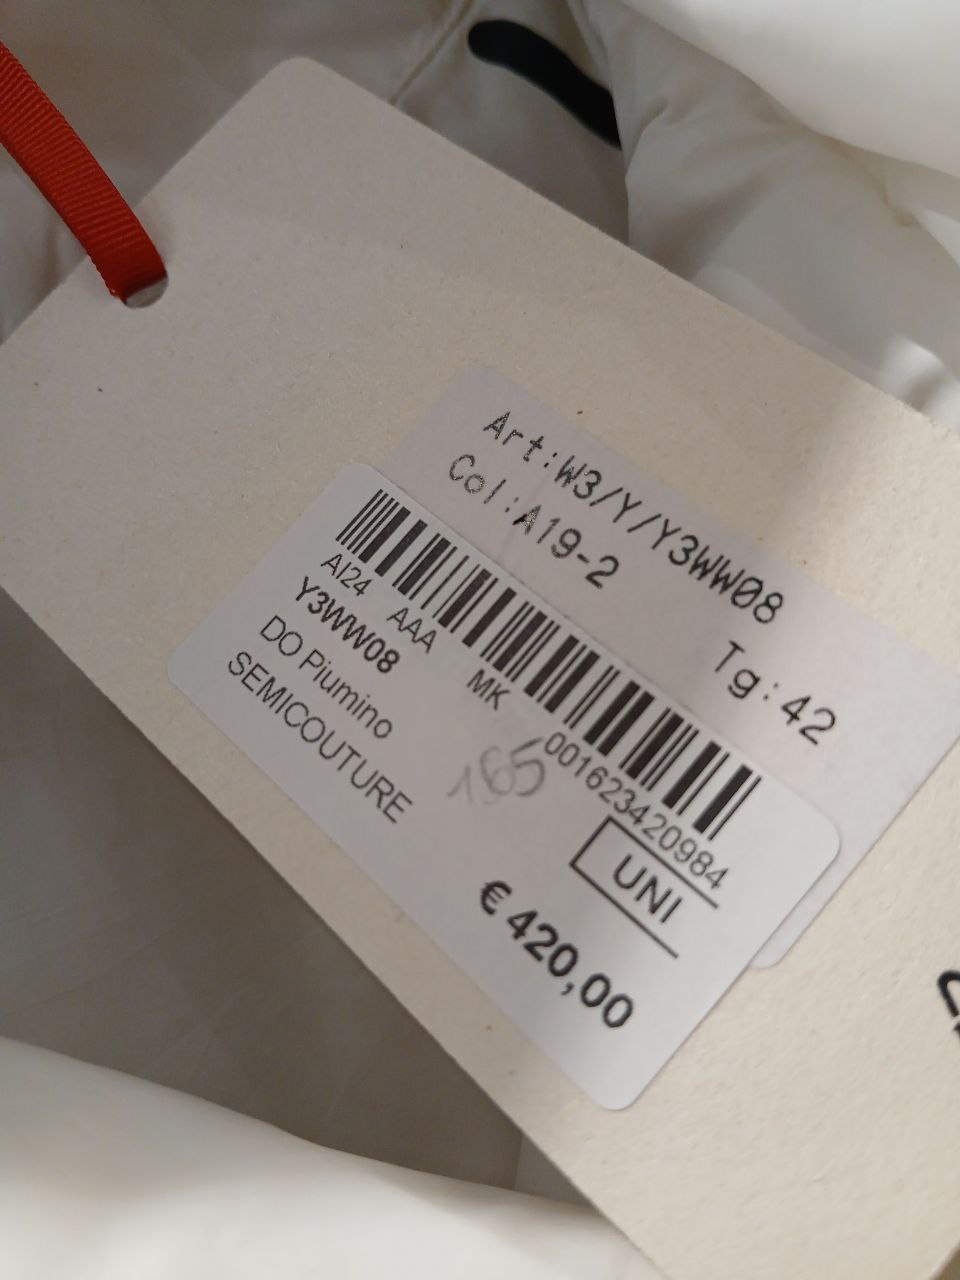 Art:W3/Y/Y3WW08
Col:A19-2
Tg:42
AI24 AAA MK 001623420984
Y3WW08
DO Piumino
SEMICOUTURE
165
UNI
€ 420,00